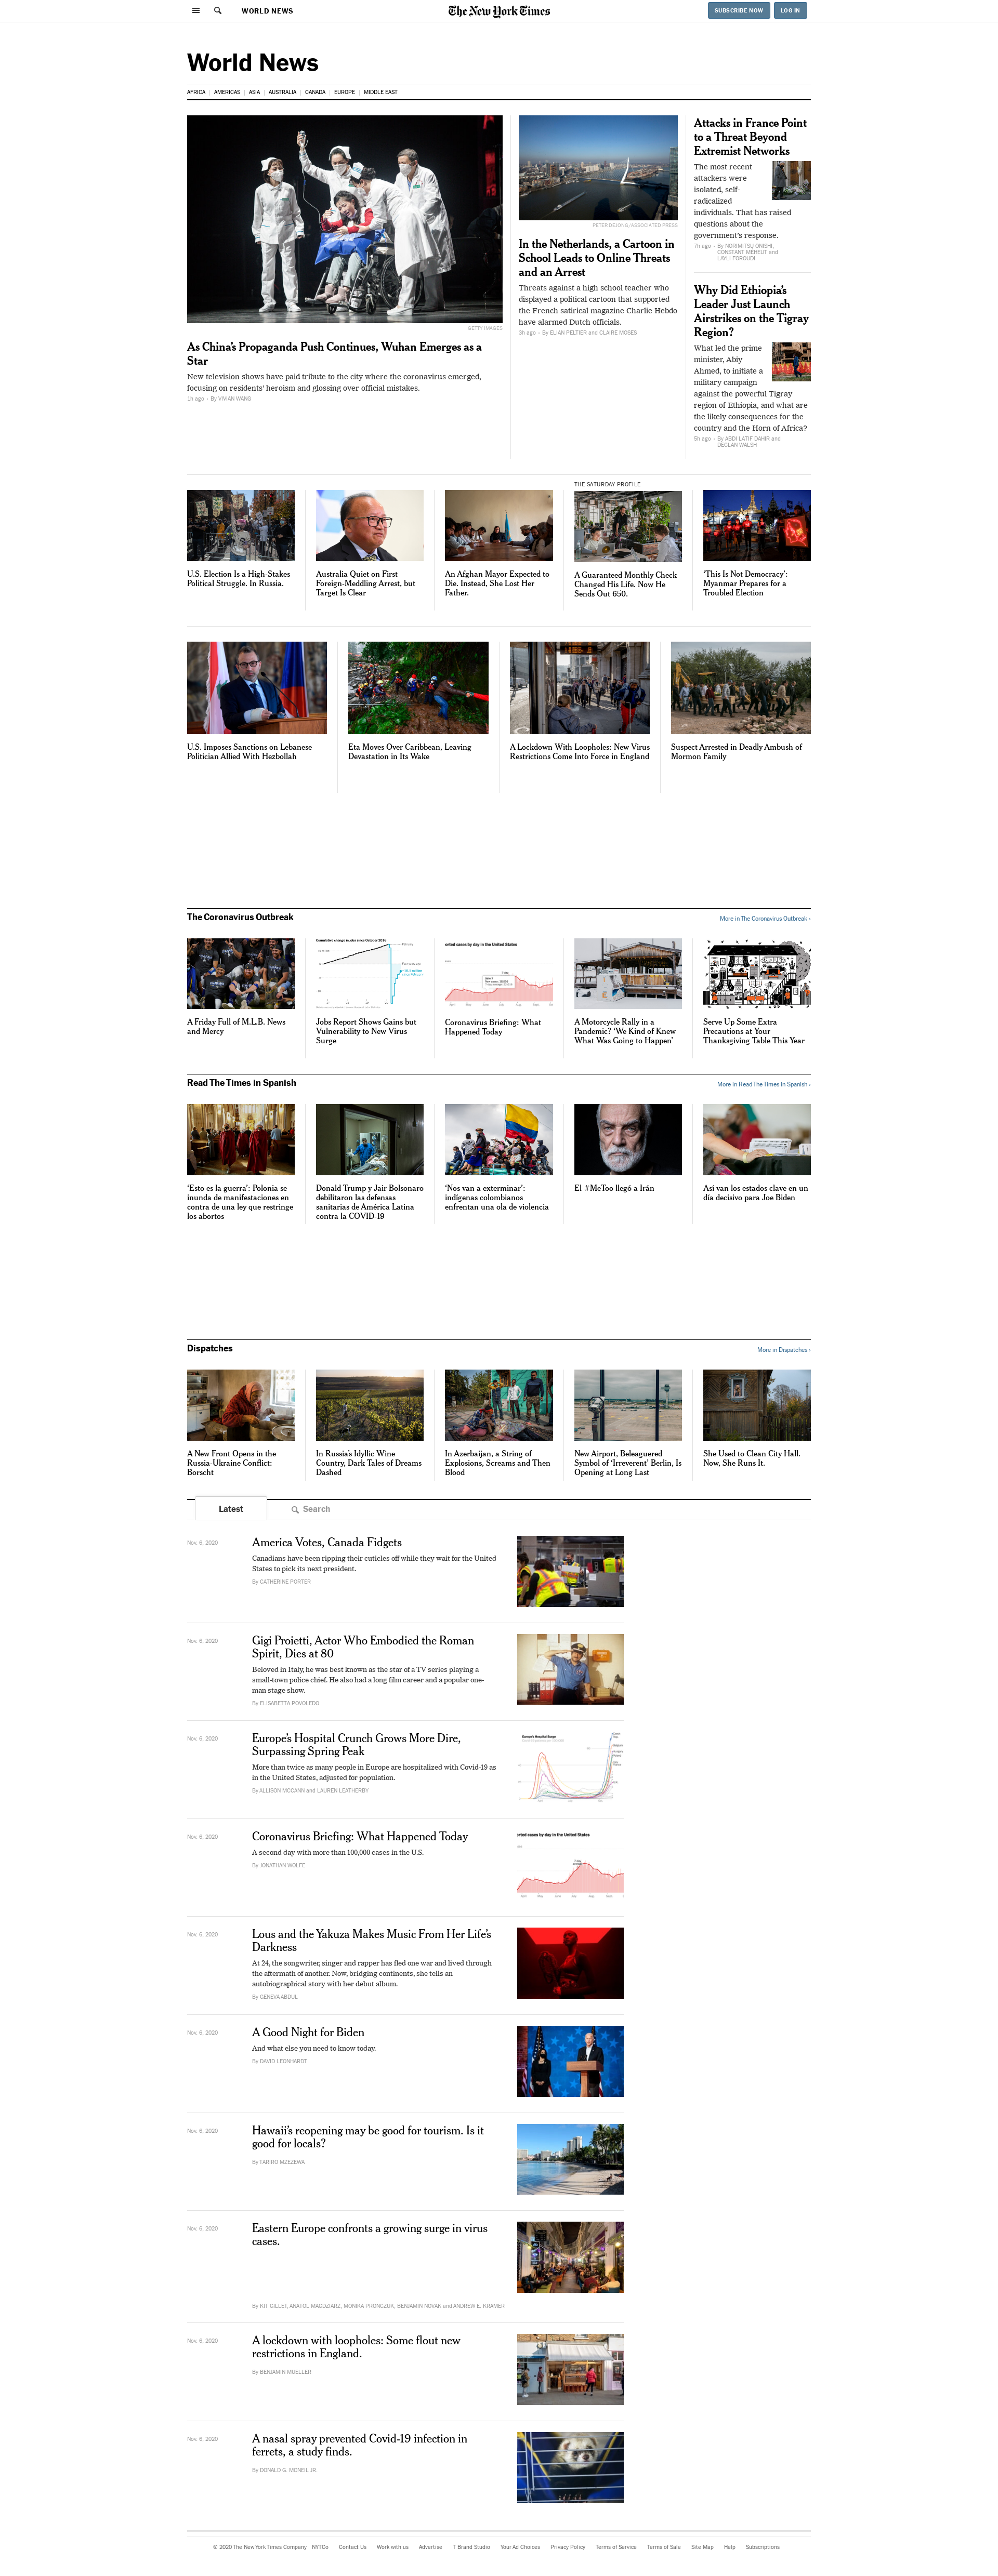 WORLD NEWS
The New York Times
SUBSCRIBE NOW
LOG IN
World News
AFRICA
AMERICAS
ASIA
AUSTRALIA
CANADA
EUROPE
MIDDLE EAST
GETTY IMAGES
As China's Propaganda Push Continues, Wuhan Emerges as a
Star
New television shows have paid tribute to the city where the coronavirus emerged,
focusing on residents' heroism and glossing over official mistakes.
1h ago · By VIVIAN WANG
PETER DEJONG/ASSOCIATED PRESS
In the Netherlands, a Cartoon in
School Leads to Online Threats
and an Arrest
Threats against a high school teacher who
displayed a political cartoon that supported
the French satirical magazine Charlie Hebdo
have alarmed Dutch officials.
3h ago · By ELIAN PELTIER and CLAIRE MOSES
Attacks in France Point
to a Threat Beyond
Extremist Networks
The most recent
attackers were
isolated, self-
radicalized
individuals. That has raised
questions about the
government's response.
7h ago · By NORIMITSU ONISHI,
CONSTANT MÉHEUT and
LAYLI FOROUDI
Why Did Ethiopia's
Leader Just Launch
Airstrikes on the Tigray
Region?
What led the prime
minister, Abiy
Ahmed, to initiate a
military campaign
against the powerful Tigray
region of Ethiopia, and what are
the likely consequences for the
country and the Horn of Africa?
5h ago · By ABDI LATIF DAHIR and
DECLAN WALSH
U.S. Election Is a High-Stakes
Political Struggle. In Russia.
Australia Quiet on First
Foreign-Meddling Arrest, but
Target Is Clear
An Afghan Mayor Expected to
Die. Instead, She Lost Her
Father.
THE SATURDAY PROFILE
A Guaranteed Monthly Check
Changed His Life. Now He
Sends Out 650.
'This Is Not Democracy':
Myanmar Prepares for a
Troubled Election
U.S. Imposes Sanctions on Lebanese
Politician Allied With Hezbollah
Eta Moves Over Caribbean, Leaving
Devastation in Its Wake
A Lockdown With Loopholes: New Virus
Restrictions Come Into Force in England
Suspect Arrested in Deadly Ambush of
Mormon Family
The Coronavirus Outbreak
More in The Coronavirus Outbreak ›
A Friday Full of M.L.B. News
and Mercy
Cumulative change in jobs since October 2016
Jobs Report Shows Gains but
Vulnerability to New Virus
Surge
orted cases by day in the United States
Coronavirus Briefing: What
Happened Today
A Motorcycle Rally in a
Pandemic? 'We Kind of Knew
What Was Going to Happen'
Serve Up Some Extra
Precautions at Your
Thanksgiving Table This Year
Read The Times in Spanish
More in Read The Times in Spanish ›
'Esto es la guerra': Polonia se
inunda de manifestaciones en
contra de una ley que restringe
los abortos
Donald Trump y Jair Bolsonaro
debilitaron las defensas
sanitarias de América Latina
contra la COVID-19
'Nos van a exterminar':
indígenas colombianos
enfrentan una ola de violencia
El #MeToo llegó a Irán
Así van los estados clave en un
día decisivo para Joe Biden
Dispatches
More in Dispatches ›
A New Front Opens in the
Russia-Ukraine Conflict:
Borscht
In Russia's Idyllic Wine
Country, Dark Tales of Dreams
Dashed
In Azerbaijan, a String of
Explosions, Screams and Then
Blood
New Airport, Beleaguered
Symbol of 'Irreverent' Berlin, Is
Opening at Long Last
She Used to Clean City Hall.
Now, She Runs It.
Latest
Search
Nov. 6, 2020
America Votes, Canada Fidgets
Canadians have been ripping their cuticles off while they wait for the United
States to pick its next president.
By CATHERINE PORTER
Nov. 6, 2020
Gigi Proietti, Actor Who Embodied the Roman
Spirit, Dies at 80
Beloved in Italy, he was best known as the star of a TV series playing a
small-town police chief. He also had a long film career and a popular one-
man stage show.
By ELISABETTA POVOLEDO
Nov. 6, 2020
Europe's Hospital Crunch Grows More Dire,
Surpassing Spring Peak
More than twice as many people in Europe are hospitalized with Covid-19 as
in the United States, adjusted for population.
By ALLISON MCCANN and LAUREN LEATHERBY
Europe's Hospital Surge
Nov. 6, 2020
Coronavirus Briefing: What Happened Today
A second day with more than 100,000 cases in the U.S.
By JONATHAN WOLFE
orted cases by day in the United States
Nov. 6, 2020
Lous and the Yakuza Makes Music From Her Life's
Darkness
At 24, the songwriter, singer and rapper has fled one war and lived through
the aftermath of another. Now, bridging continents, she tells an
autobiographical story with her debut album.
By GENEVA ABDUL
Nov. 6, 2020
A Good Night for Biden
And what else you need to know today.
By DAVID LEONHARDT
Nov. 6, 2020
Hawaii's reopening may be good for tourism. Is it
good for locals?
By TARIRO MZEZEWA
Nov. 6, 2020
Eastern Europe confronts a growing surge in virus
cases.
By KIT GILLET, ANATOL MAGDZIARZ, MONIKA PRONCZUK, BENJAMIN NOVAK and ANDREW E. KRAMER
Nov. 6, 2020
A lockdown with loopholes: Some flout new
restrictions in England.
By BENJAMIN MUELLER
Nov. 6, 2020
A nasal spray prevented Covid-19 infection in
ferrets, a study finds.
By DONALD G. MCNEIL JR.
© 2020 The New York Times Company
NYTCo
Contact Us
Work with us
Advertise
T Brand Studio
Your Ad Choices
Privacy Policy
Terms of Service
Terms of Sale
Site Map
Help
Subscriptions